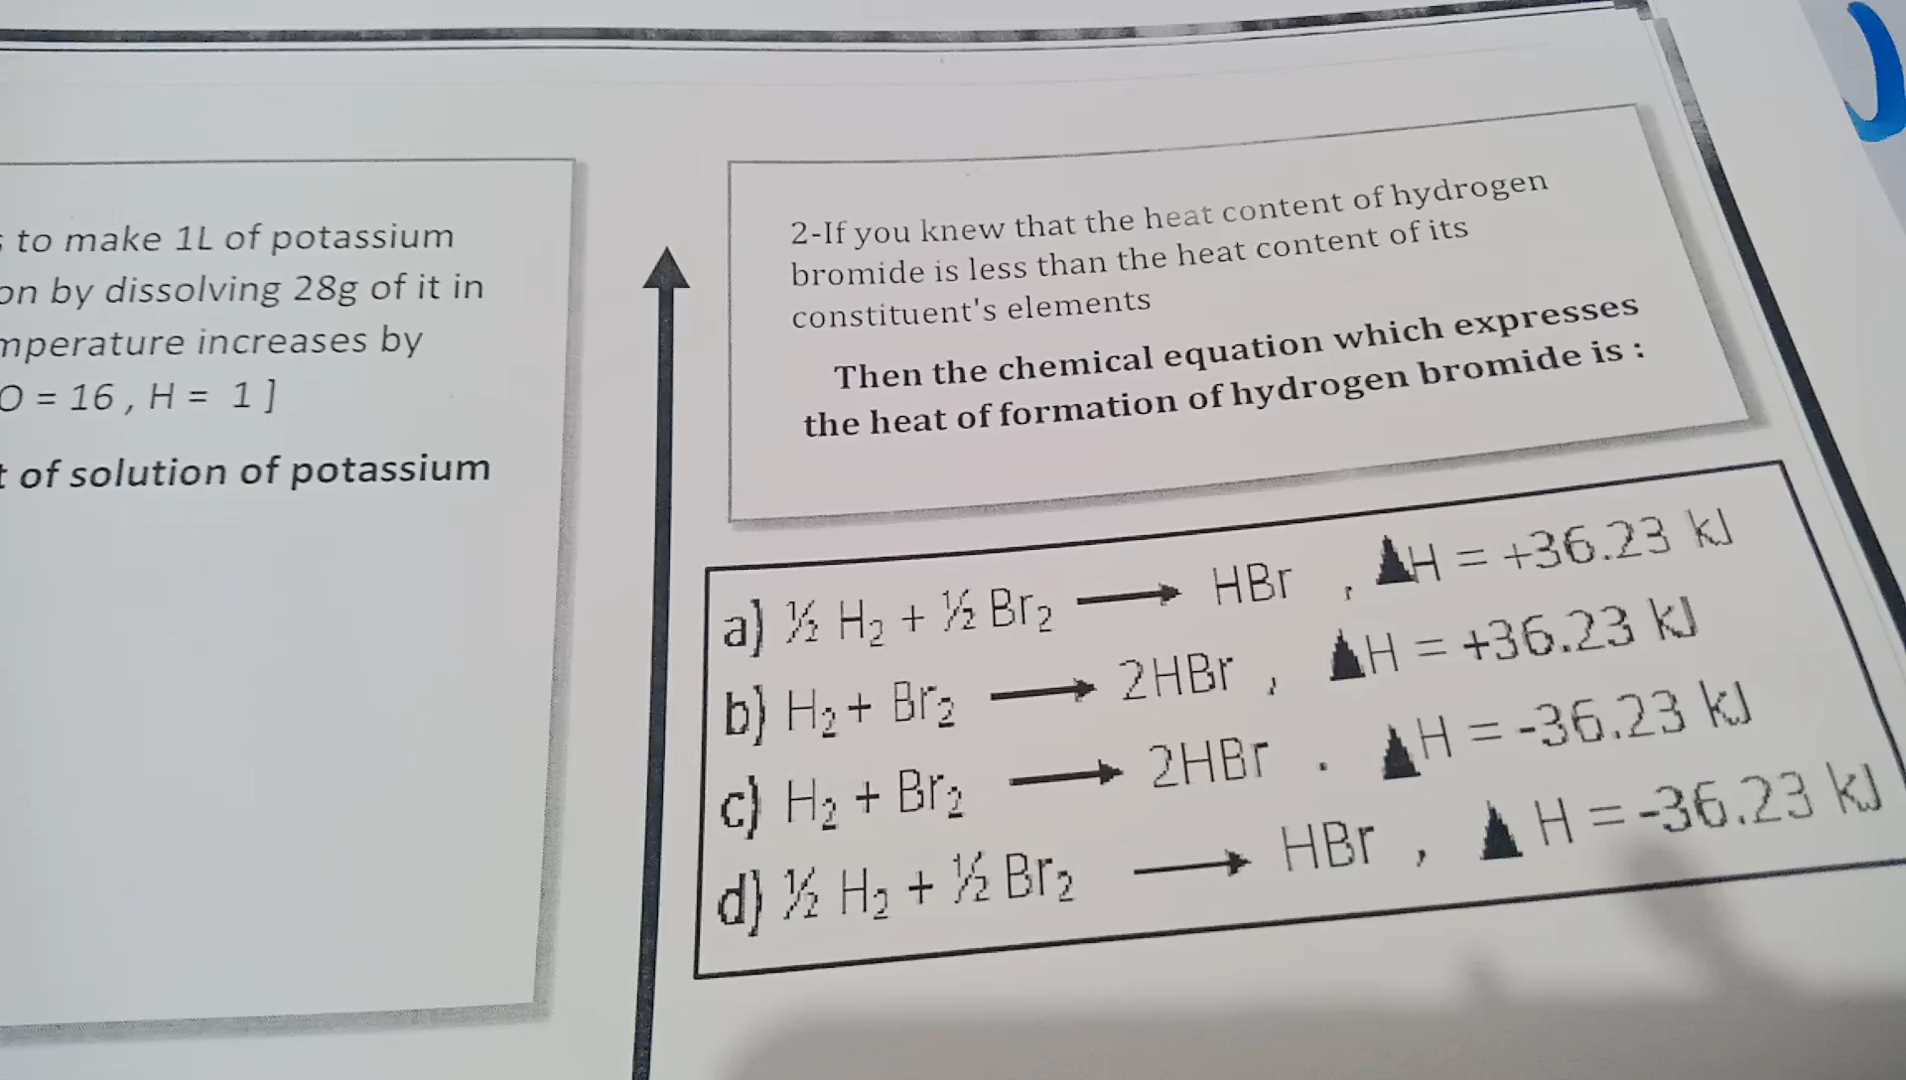 to make 1L of potassium
on by dissolving 28g of it in
mperature increases by
O = 16 , H = 1 ]
t of solution of potassium
2-If you knew that the heat content of hydrogen
bromide is less than the heat content of its
constituent's elements
Then the chemical equation which expresses
the heat of formation of hydrogen bromide is :
a) ½ H₂ + ½ Br₂ ⟶ HBr , ▲H = +36.23 kJ
b) H₂ + Br₂ ⟶ 2HBr , ▲H = +36.23 kJ
c) H₂ + Br₂ ⟶ 2HBr . ▲H = -36.23 kJ
d) ½ H₂ + ½ Br₂ ⟶ HBr , ▲ H = -36.23 kJ